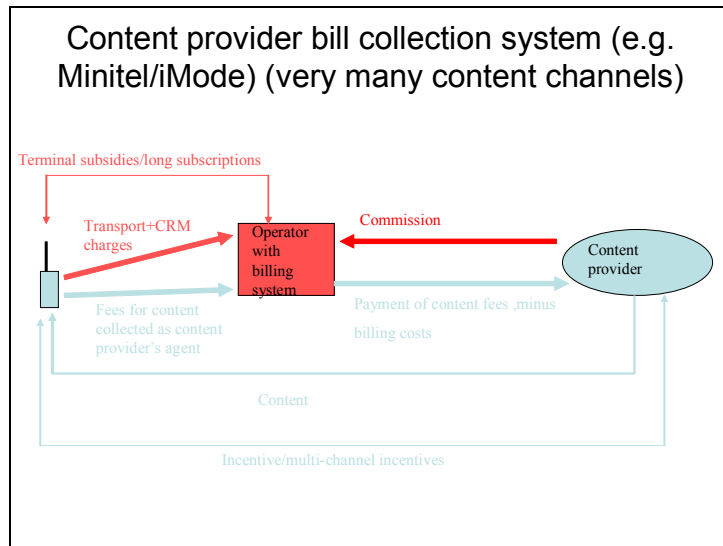 Content provider bill collection system (e.g.
Minitel/iMode) (very many content channels)
Terminal subsidies/long subscriptions
Transport+CRM
charges
Operator
with
billing
system
Commission
Content
provider
Fees for content
collected as content
provider's agent
Payment of content fees ,minus
billing costs
Content
Incentive/multi-channel incentives